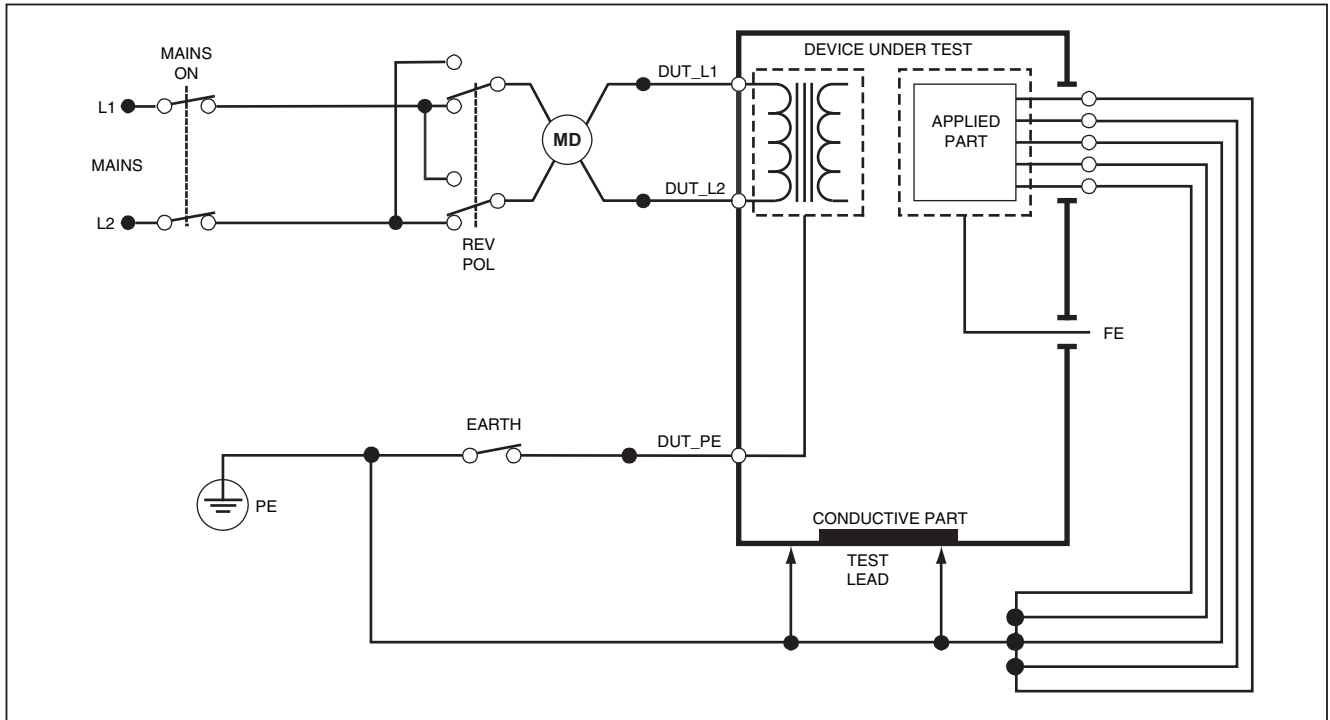 MAINS
ON
L1
MAINS
L2
REV
POL
MD
DUT_L1
DUT_L2
DEVICE UNDER TEST
APPLIED
PART
FE
EARTH
DUT_PE
PE
CONDUCTIVE PART
TEST
LEAD